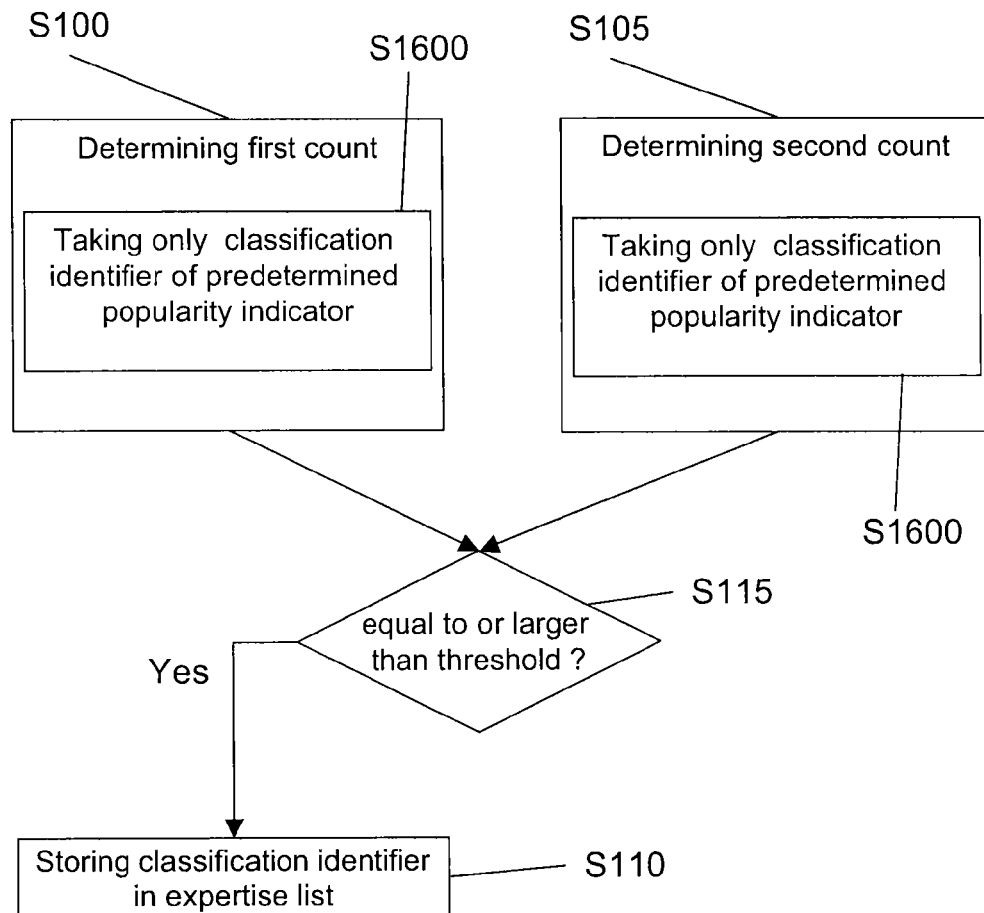 S100
S1600
S105
Determining first count
Taking only classification
identifier of predetermined
popularity indicator
Determining second count
Taking only classification
identifier of predetermined
popularity indicator
S1600
S115
equal to or larger
than threshold ?
Yes
Storing classification identifier
in expertise list
S110